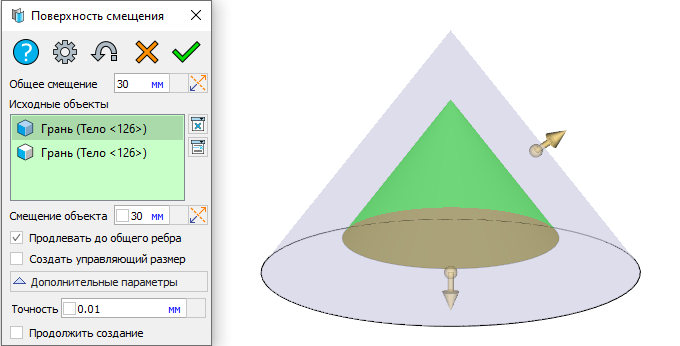 Поверхность смещения
?
Общее смещение 30 мм
Исходные объекты
Грань (Тело <126>)
Грань (Тело <126>)
Смещение объекта 30 мм
Продлевать до общего ребра
Создать управляющий размер
Дополнительные параметры
Точность 0.01 мм
Продолжить создание